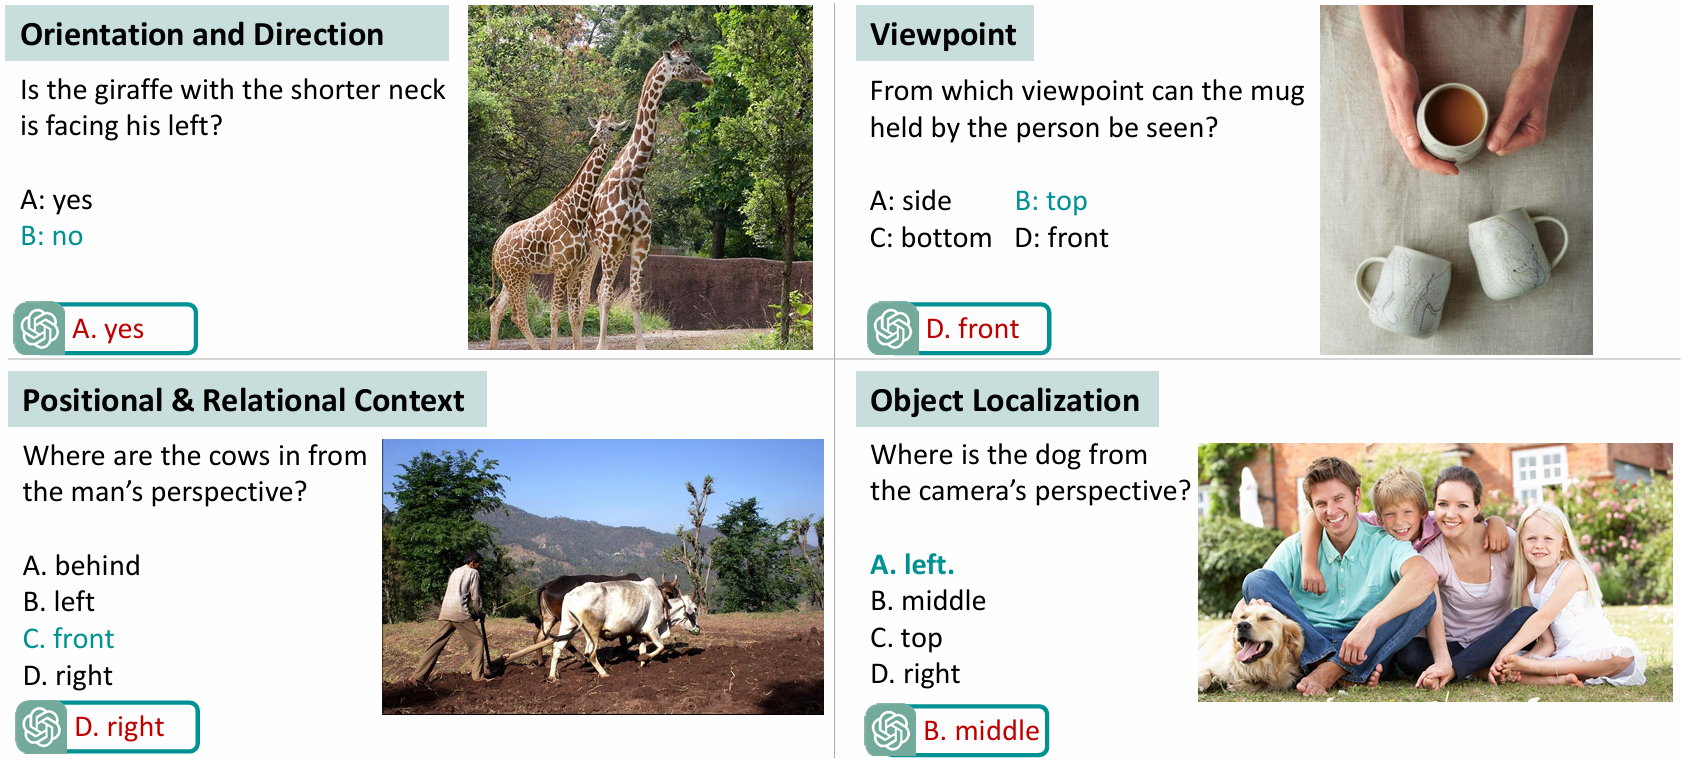 Orientation and Direction
Is the giraffe with the shorter neck
is facing his left?
A: yes
B: no
A. yes
Viewpoint
From which viewpoint can the mug
held by the person be seen?
A: side B: top
C: bottom D: front
D. front
Positional & Relational Context
Where are the cows in from
the man's perspective?
A. behind
B. left
C. front
D. right
D. right
Object Localization
Where is the dog from
the camera's perspective?
A. left.
B. middle
C. top
D. right
B. middle